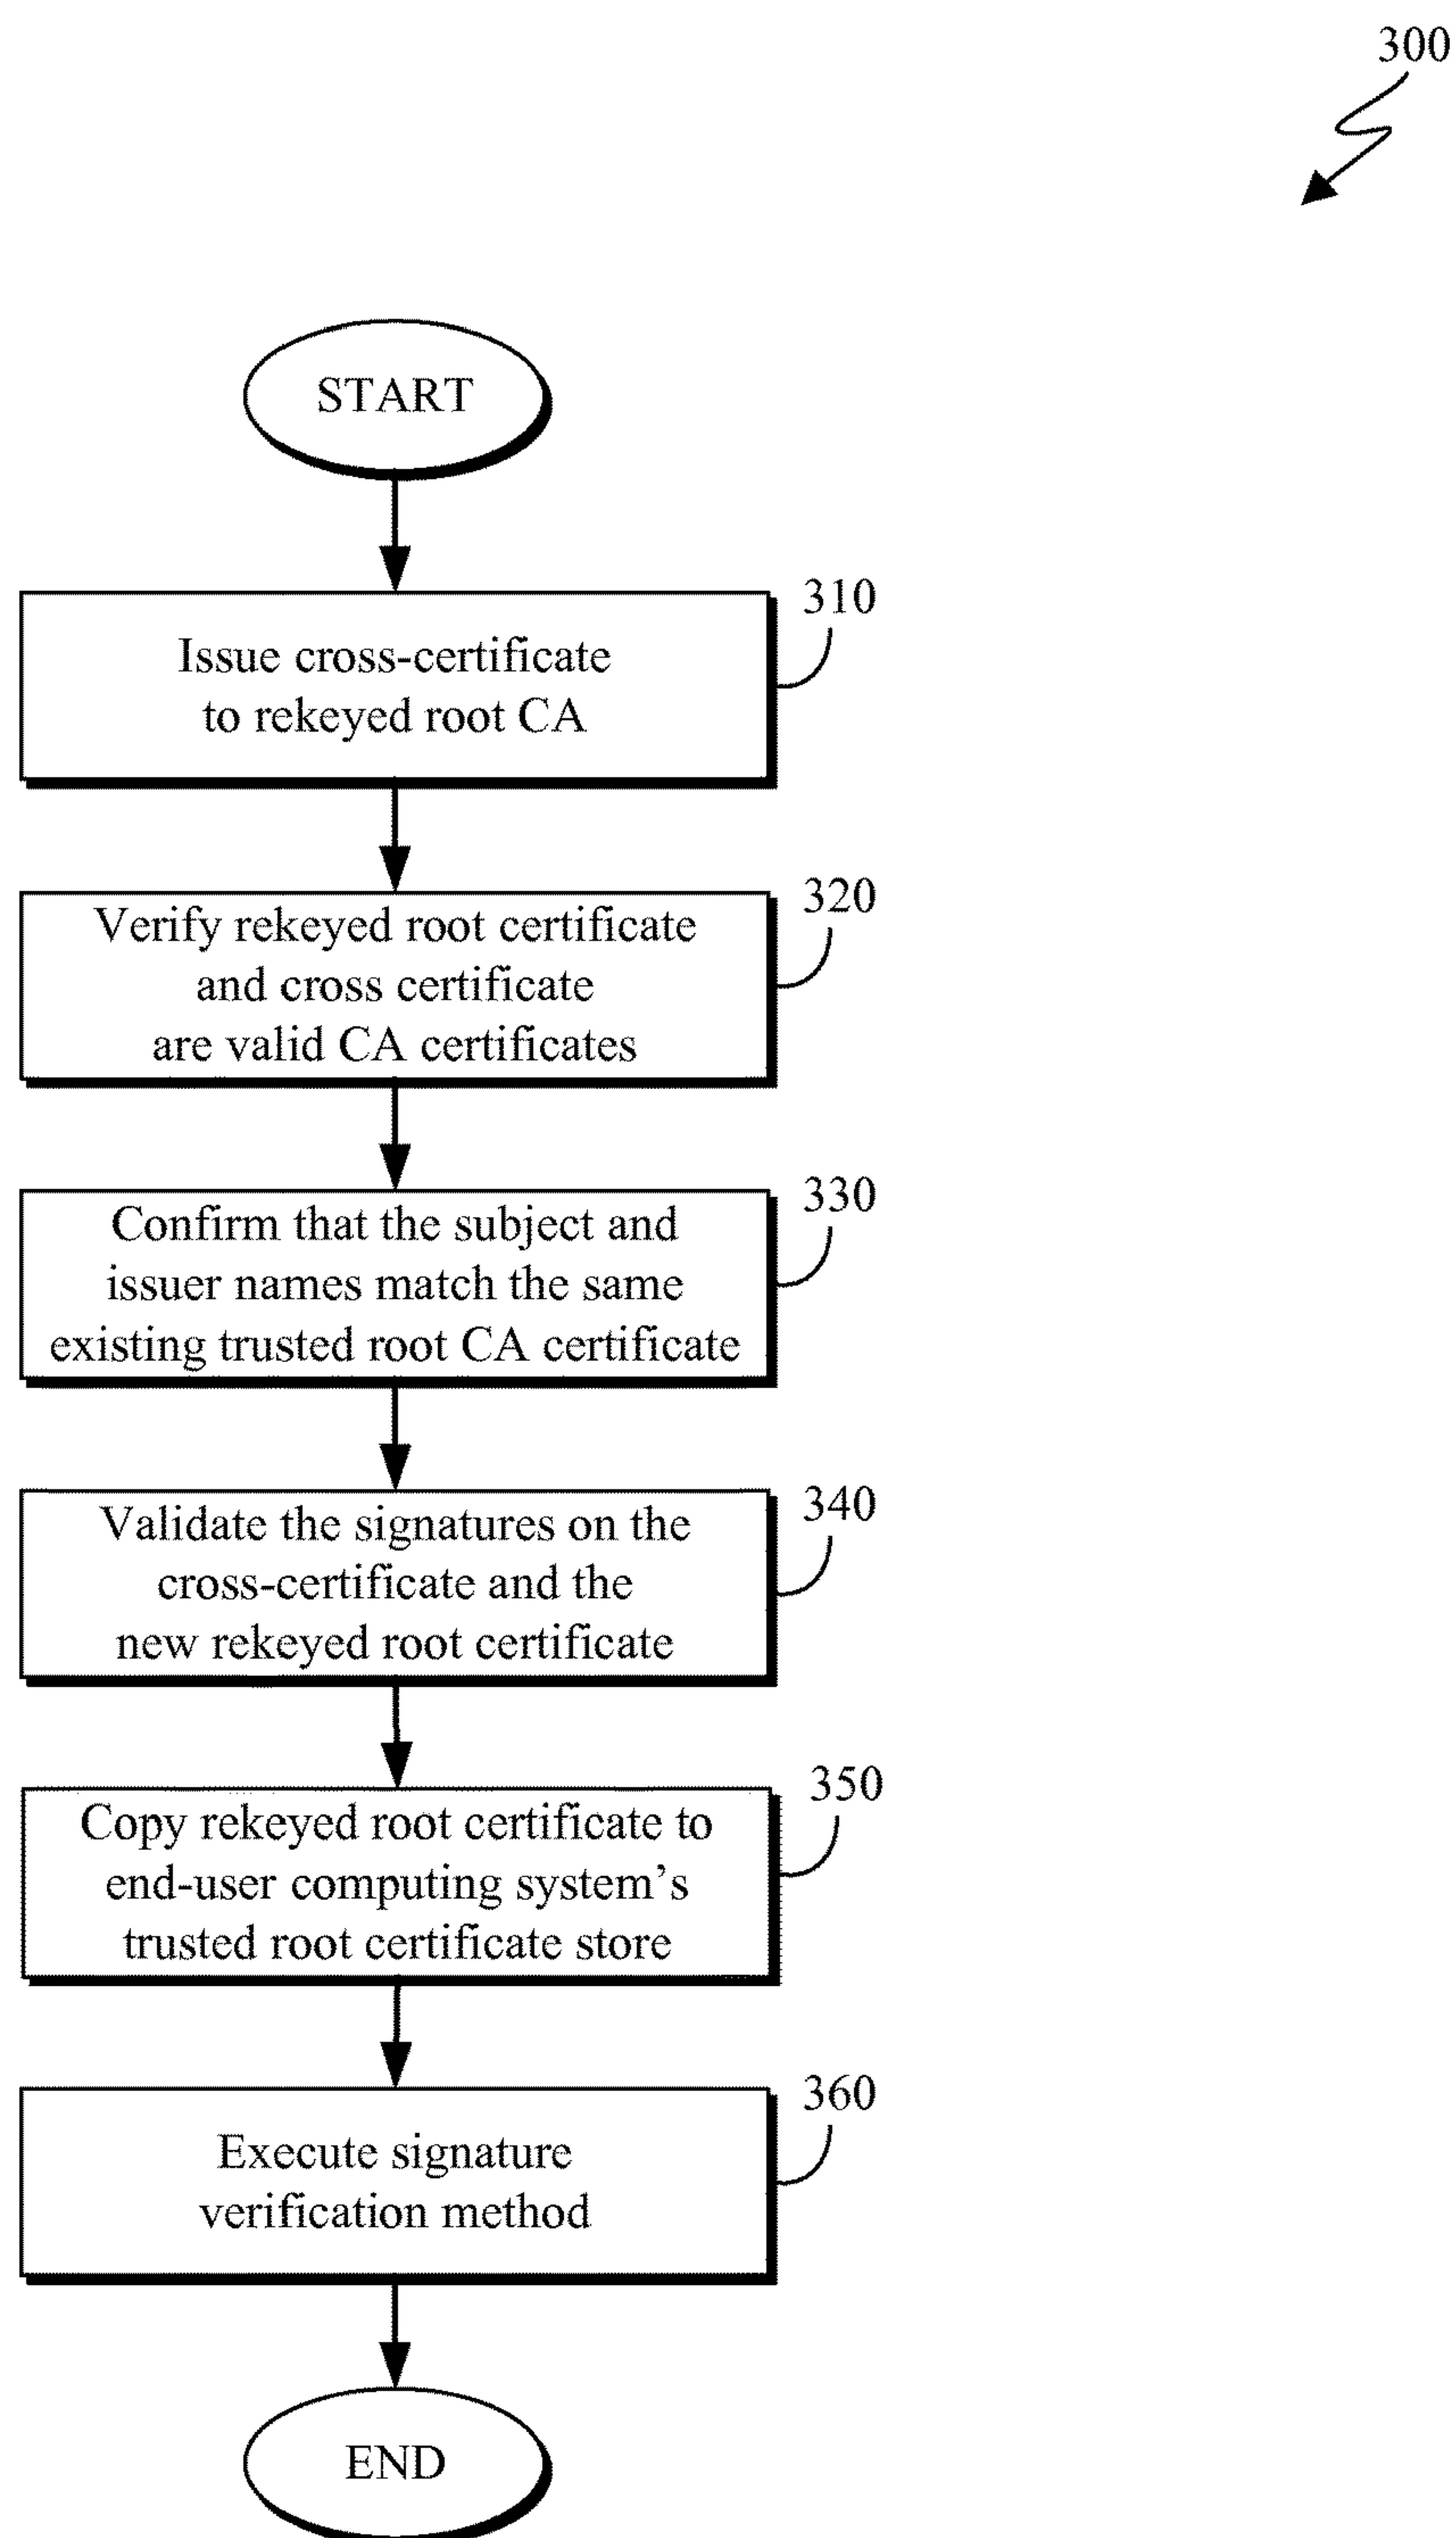 300
START
310
Issue cross-certificate
to rekeyed root CA
320
Verify rekeyed root certificate
and cross certificate
are valid CA certificates
330
Confirm that the subject and
issuer names match the same
existing trusted root CA certificate
340
Validate the signatures on the
cross-certificate and the
new rekeyed root certificate
350
Copy rekeyed root certificate to
end-user computing system’s
trusted root certificate store
360
Execute signature
verification method
END